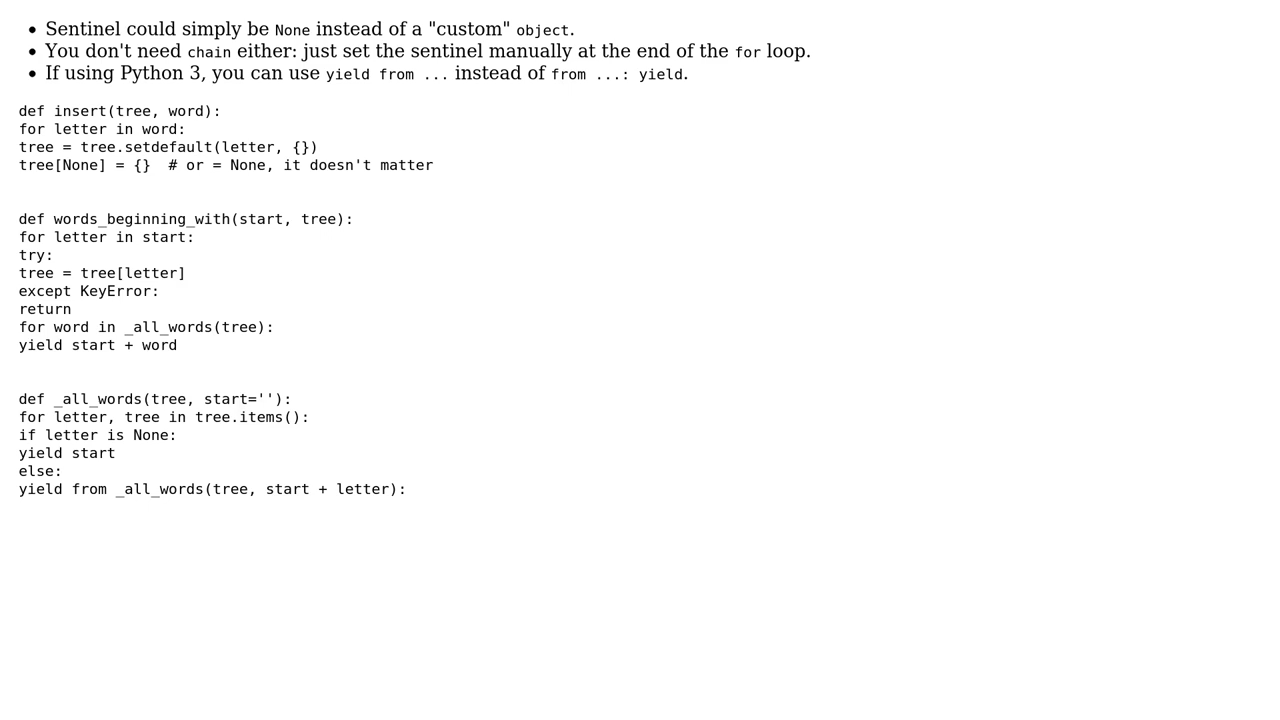 Sentinel could simply be None instead of a "custom" object.
You don't need chain either: just set the sentinel manually at the end of the for loop.
If using Python 3, you can use yield from ... instead of from ...: yield.
def insert(tree, word):
for letter in word:
tree = tree.setdefault(letter, {})
tree[None] = {}  # or = None, it doesn't matter
def words_beginning_with(start, tree):
for letter in start:
try:
tree = tree[letter]
except KeyError:
return
for word in _all_words(tree):
yield start + word
def _all_words(tree, start=''):
for letter, tree in tree.items():
if letter is None:
yield start
else:
yield from _all_words(tree, start + letter):